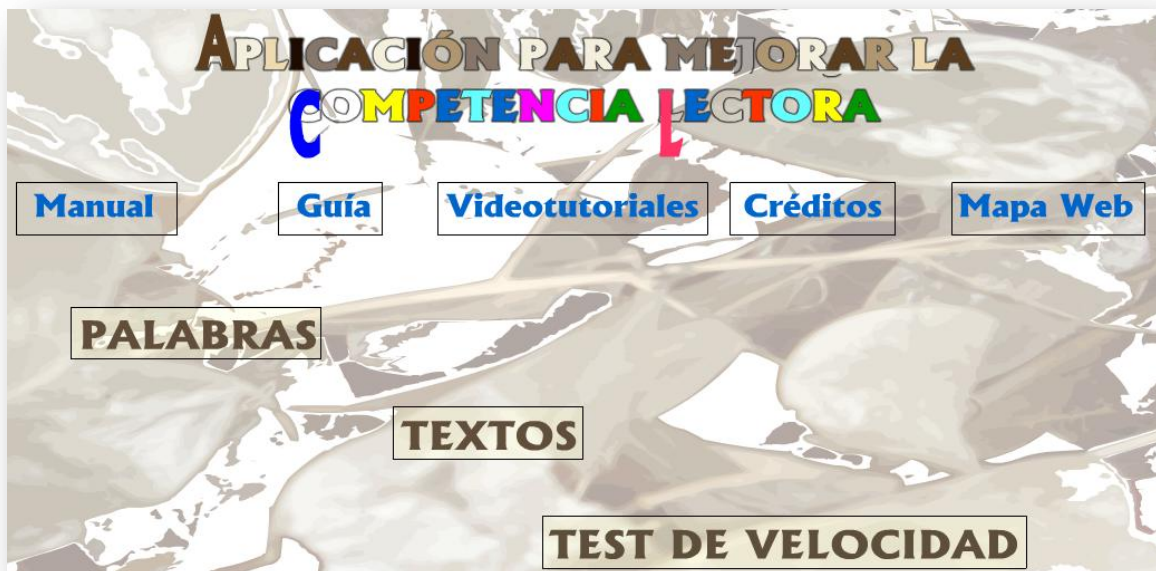 APLICACIÓN PARA MEJORAR LA
COMPETENCIA LECTORA
Manual Guía Videotutoriales Créditos Mapa Web
PALABRAS
TEXTOS
TEST DE VELOCIDAD